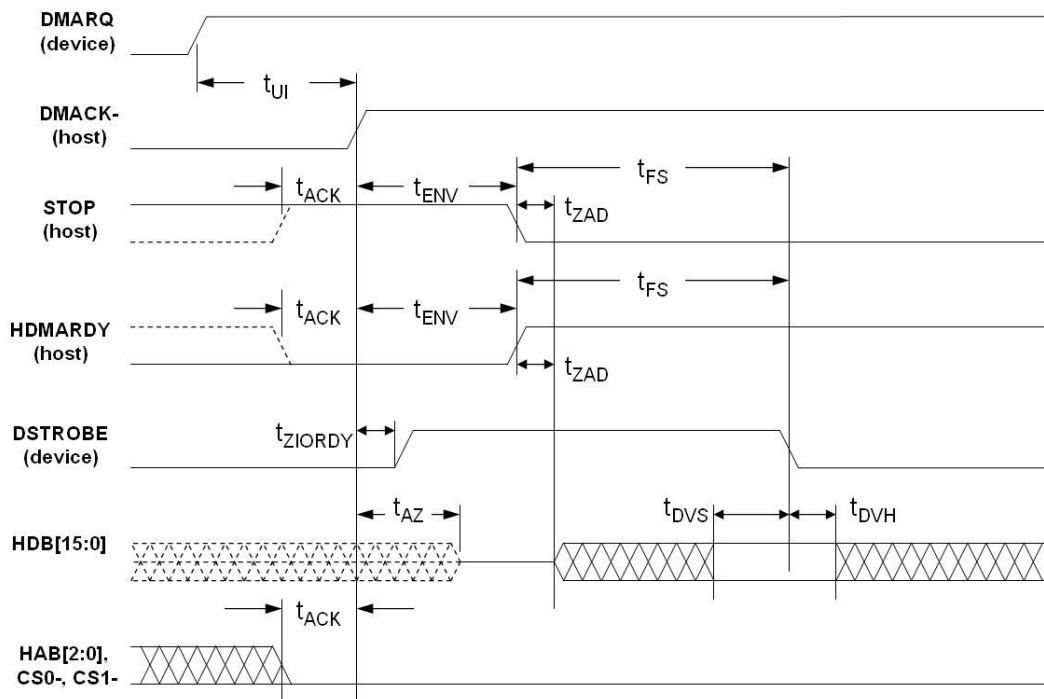 DMARQ
(device)
tUI
DMACK-
(host)
tFS
tACK
tENV
tZAD
STOP
(host)
tFS
tACK
tENV
HDMARDY
(host)
tZAD
DSTROBE
(device)
tZIORDY
tAZ
tDVS
tDVH
HDB[15:0]
tACK
HAB[2:0],
CS0-, CS1-